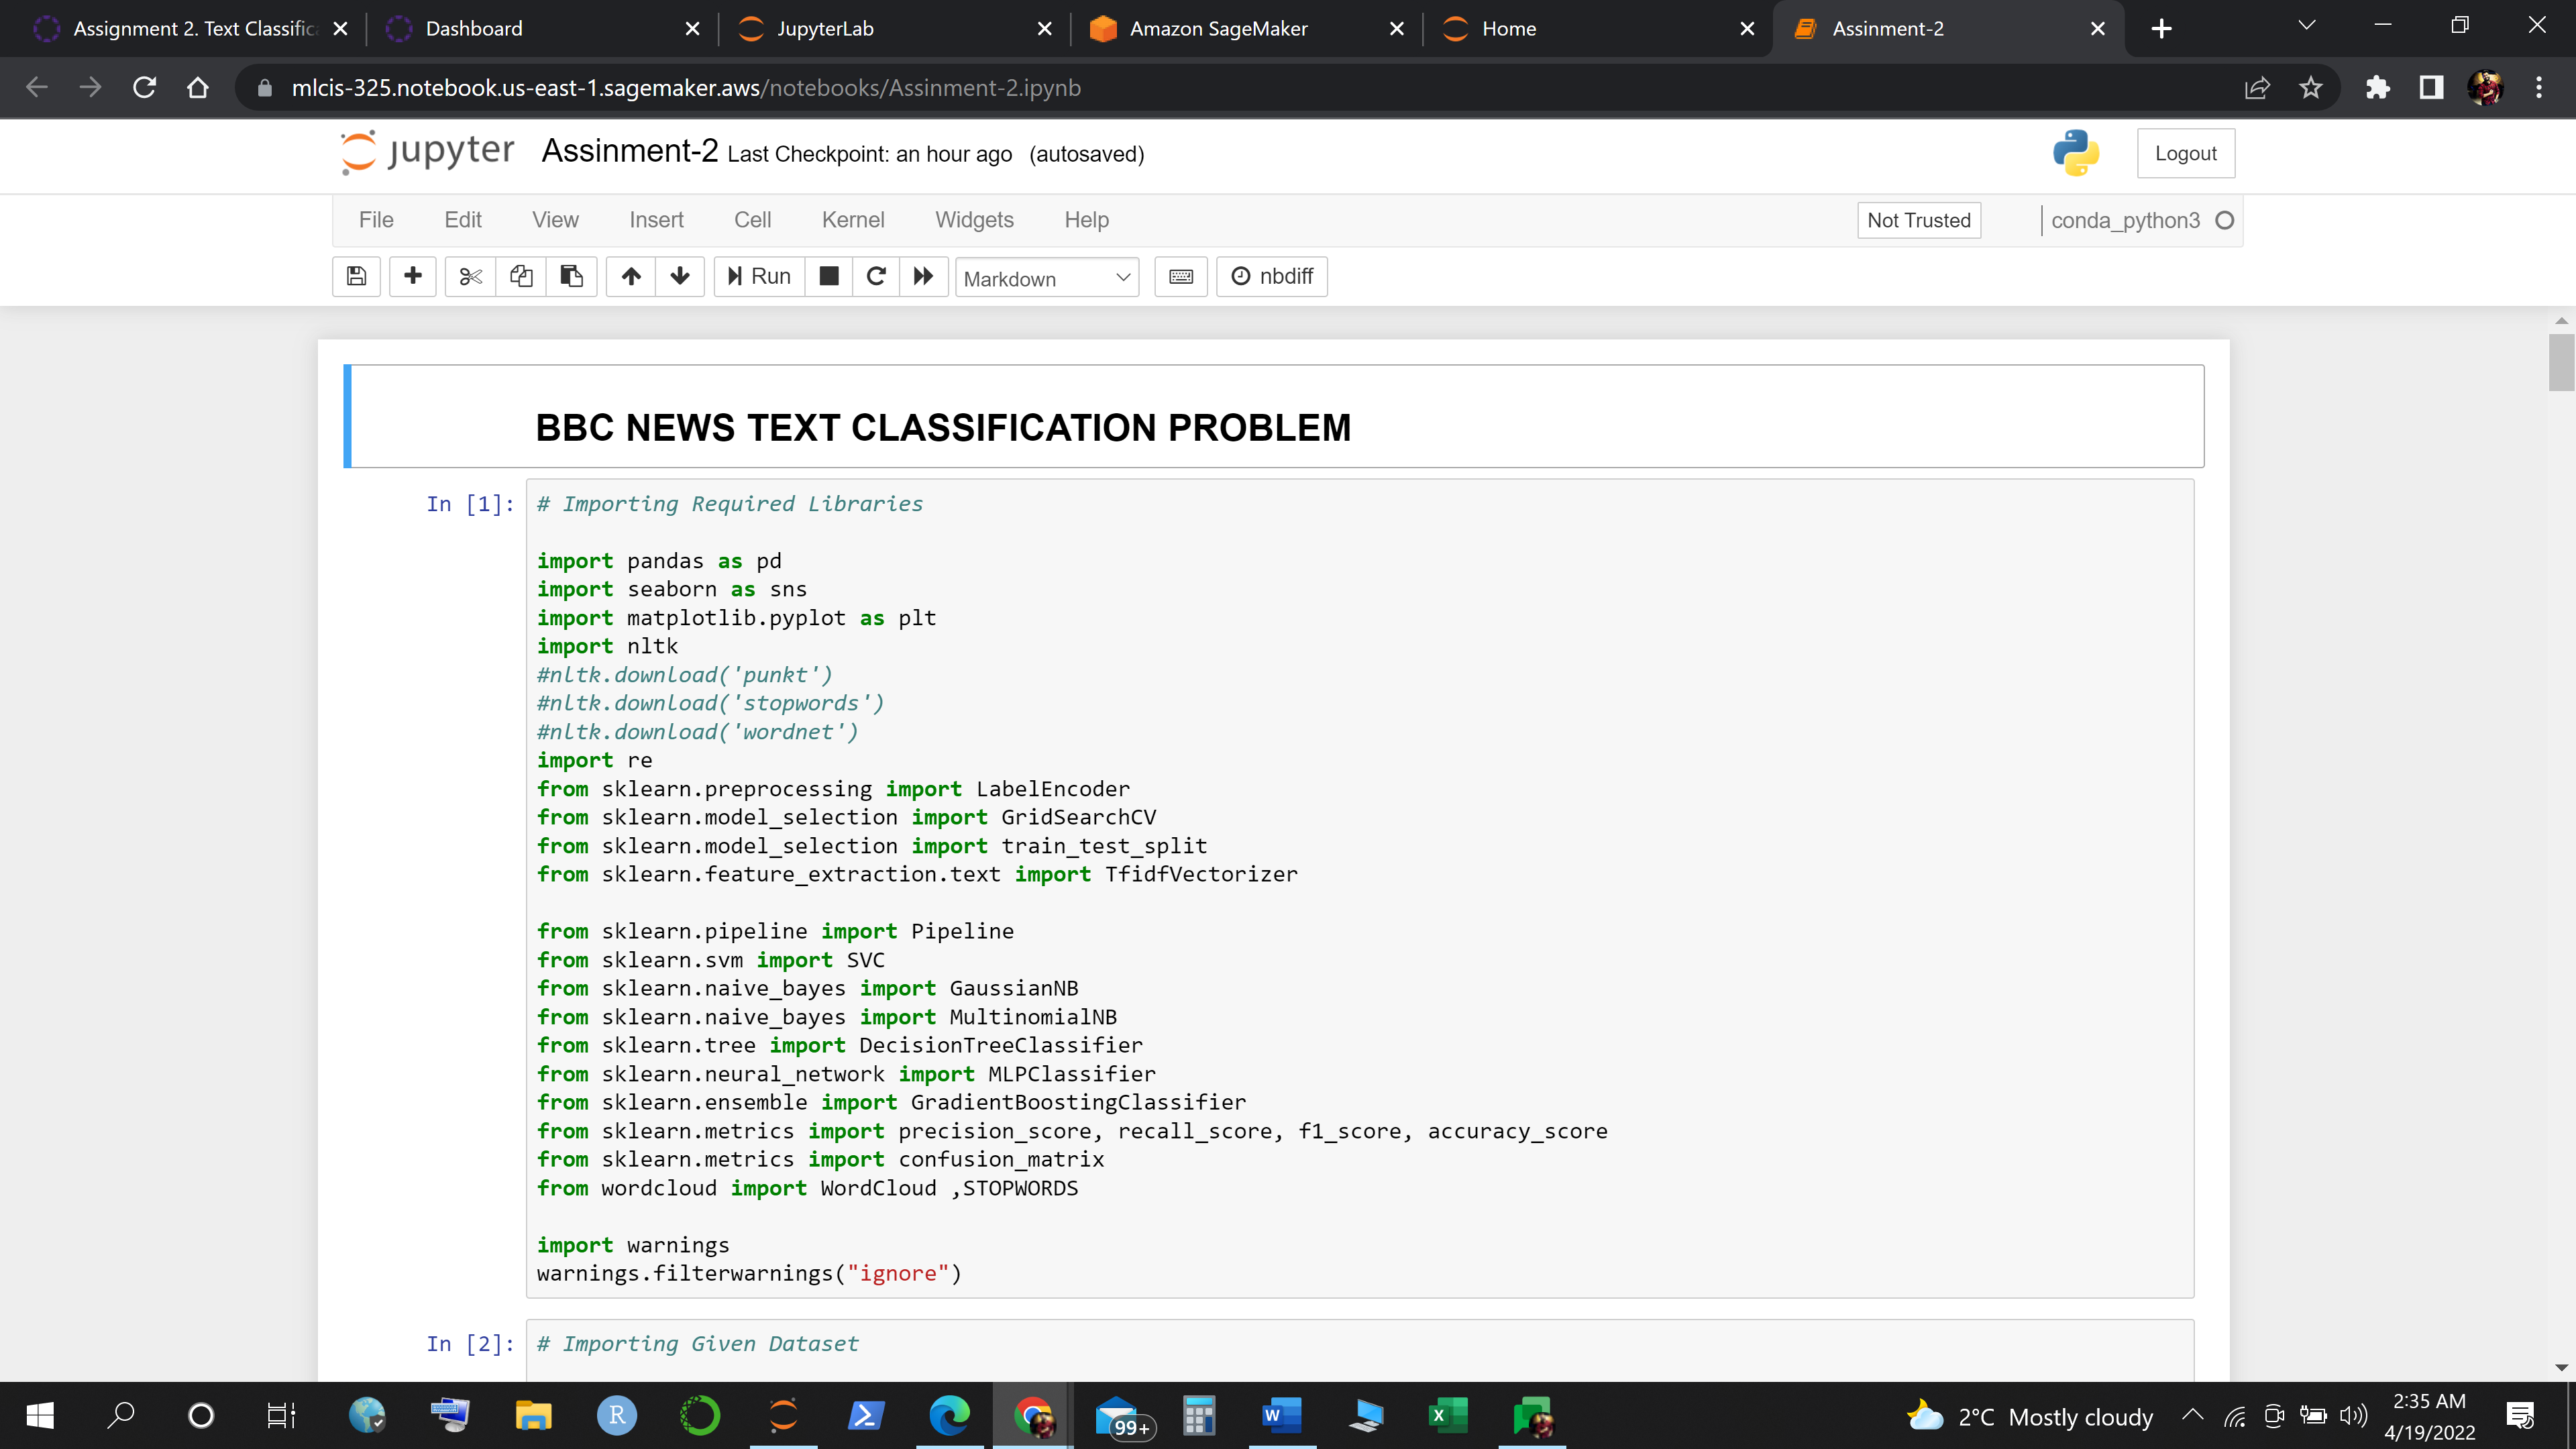 Assignment 2. Text Classific
Dashboard
JupyterLab
Amazon SageMaker
Home
Assinment-2
mlcis-325.notebook.us-east-1.sagemaker.aws/notebooks/Assinment-2.ipynb
jupyter Assinment-2 Last Checkpoint: an hour ago (autosaved)
Logout
File Edit View Insert Cell Kernel Widgets Help
Not Trusted
conda_python3
Run
Markdown
nbdiff
BBC NEWS TEXT CLASSIFICATION PROBLEM
In [1]:
# Importing Required Libraries
import pandas as pd
import seaborn as sns
import matplotlib.pyplot as plt
import nltk
#nltk.download('punkt')
#nltk.download('stopwords')
#nltk.download('wordnet')
import re
from sklearn.preprocessing import LabelEncoder
from sklearn.model_selection import GridSearchCV
from sklearn.model_selection import train_test_split
from sklearn.feature_extraction.text import TfidfVectorizer
from sklearn.pipeline import Pipeline
from sklearn.svm import SVC
from sklearn.naive_bayes import GaussianNB
from sklearn.naive_bayes import MultinomialNB
from sklearn.tree import DecisionTreeClassifier
from sklearn.neural_network import MLPClassifier
from sklearn.ensemble import GradientBoostingClassifier
from sklearn.metrics import precision_score, recall_score, f1_score, accuracy_score
from sklearn.metrics import confusion_matrix
from wordcloud import WordCloud ,STOPWORDS
import warnings
warnings.filterwarnings("ignore")
In [2]:
# Importing Given Dataset
R
99+
W
X
2°C Mostly cloudy
2:35 AM
4/19/2022